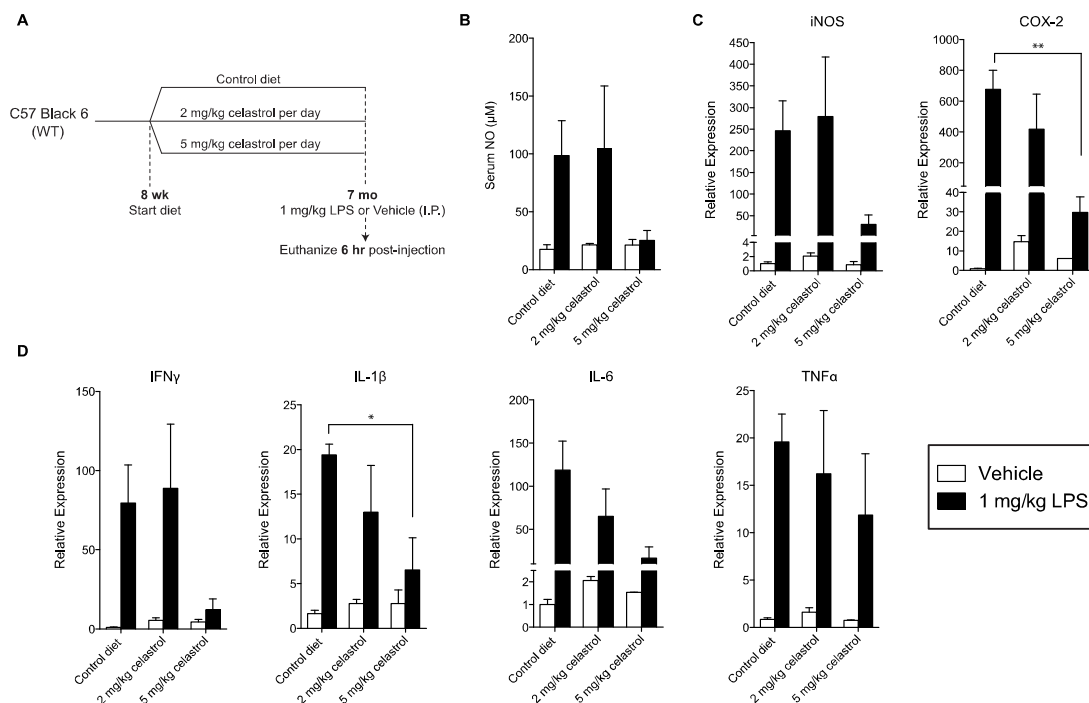 A
C57 Black 6
(WT)
Control diet
2 mg/kg celastrol per day
5 mg/kg celastrol per day
8 wk
Start diet
7 mo
1 mg/kg LPS or Vehicle (I.P.)
Euthanize 6 hr post-injection
B
Serum NO (µM)
200
150
100
50
0
Control diet
2 mg/kg celastrol
5 mg/kg celastrol
C
iNOS
Relative Expression
450
400
350
300
250
200
150
100
50
4
2
0
Control diet
2 mg/kg celastrol
5 mg/kg celastrol
COX-2
**
Relative Expression
1000
800
600
400
200
40
30
20
10
0
Control diet
2 mg/kg celastrol
5 mg/kg celastrol
D
IFNγ
Relative Expression
150
100
50
0
Control diet
2 mg/kg celastrol
5 mg/kg celastrol
IL-1β
*
Relative Expression
25
20
15
10
5
0
Control diet
2 mg/kg celastrol
5 mg/kg celastrol
IL-6
Relative Expression
200
150
100
50
2
1
0
Control diet
2 mg/kg celastrol
5 mg/kg celastrol
TNFα
Relative Expression
25
20
15
10
5
0
Control diet
2 mg/kg celastrol
5 mg/kg celastrol
Vehicle
1 mg/kg LPS